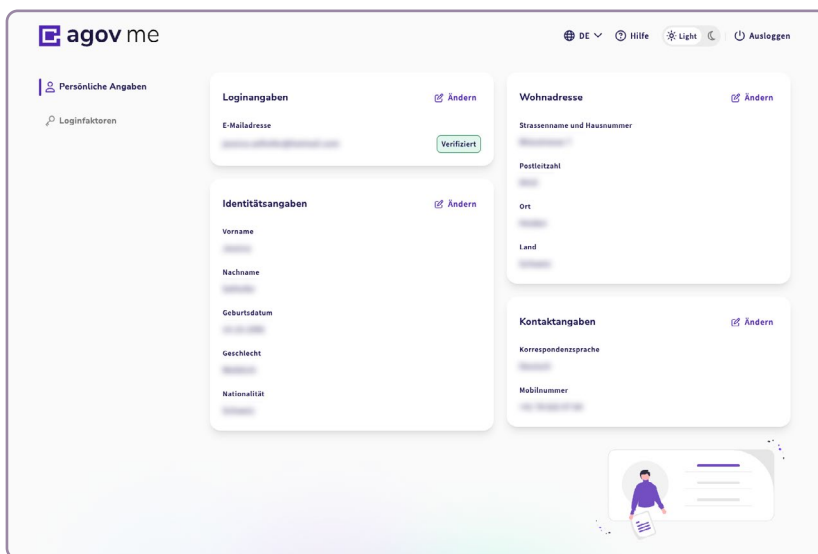 agov me
DE
Hilfe
Light
Ausloggen
Persönliche Angaben
Loginfaktoren
Loginangaben
Ändern
E-Mailadresse
Verifiziert
Identitätsangaben
Ändern
Vorname
Nachname
Geburtsdatum
Geschlecht
Nationalität
Wohnadresse
Ändern
Strassenname und Hausnummer
Postleitzahl
Ort
Land
Kontaktangaben
Ändern
Korrespondenzsprache
Mobilnummer